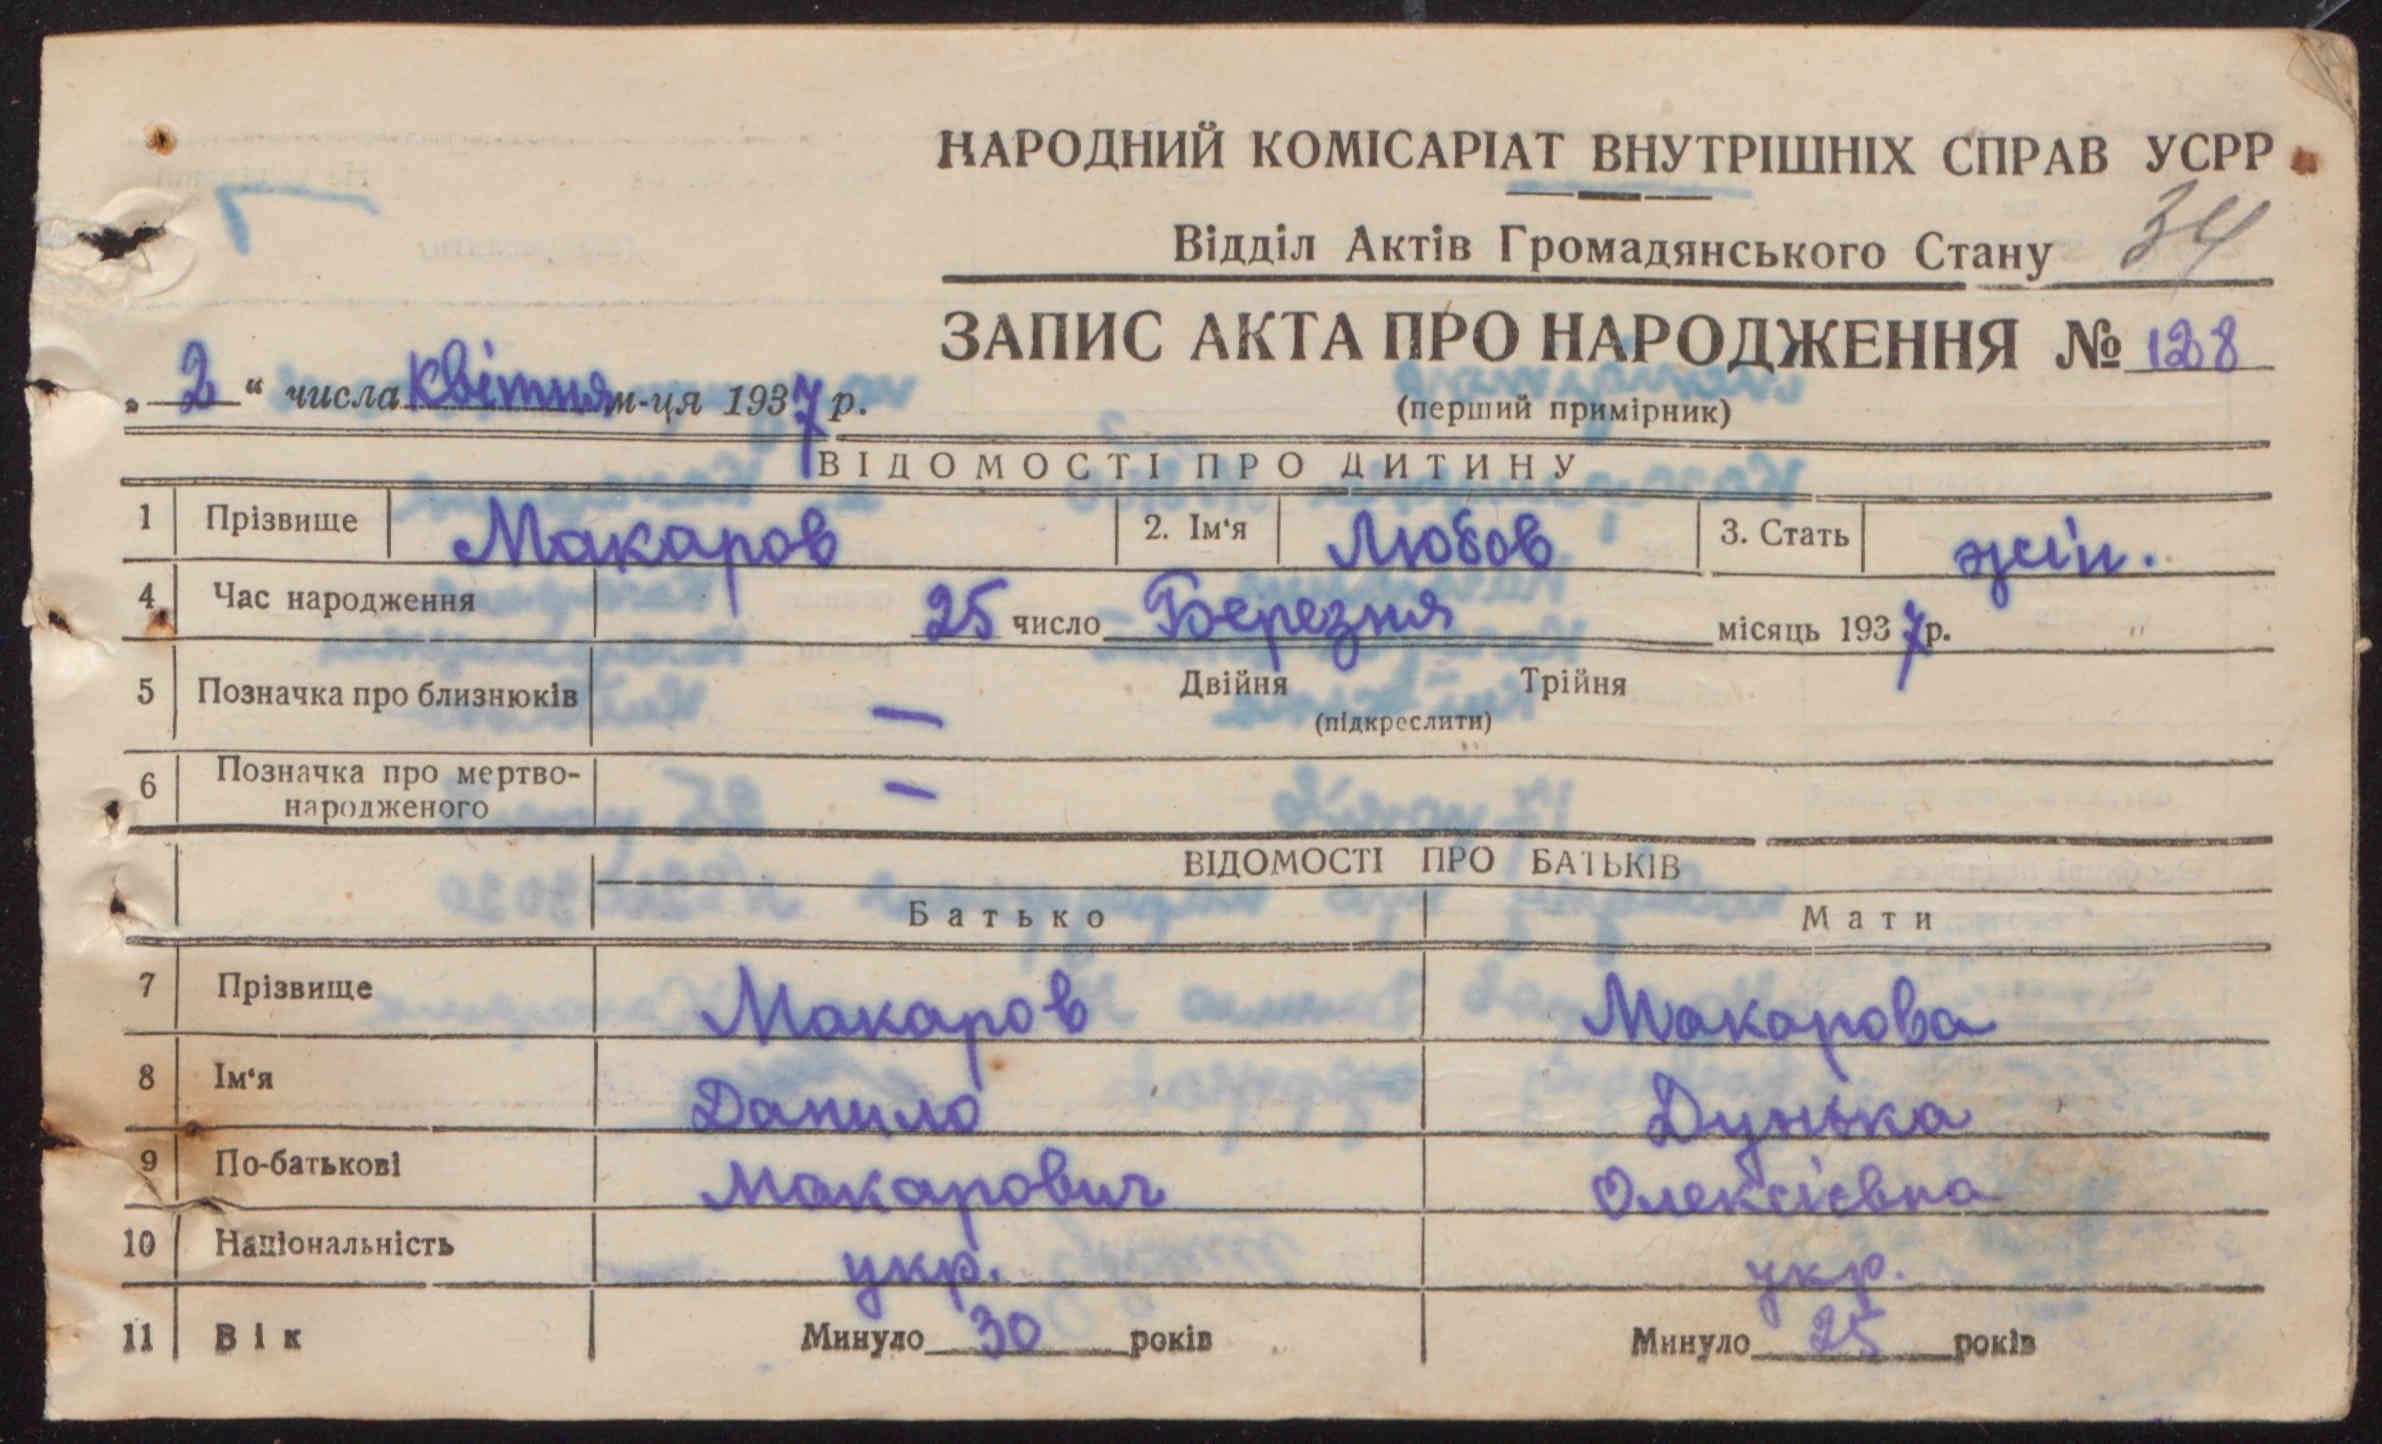 НАРОДНИЙ КОМІСАРІАТ ВНУТРІШНІХ СПРАВ УСРР
Відділ Актів Громадянського Стану 34
ЗАПИС АКТА ПРО НАРОДЖЕННЯ № 128
„2“ числа Квітня м-ця 1937 р.
(перший примірник)
ВІДОМОСТІ ПРО ДИТИНУ
1 Прізвище Макаров 2. Ім‘я Любов 3. Стать жін.
4 Час народження 25 число Березня місяць 1937 р.
5 Позначка про близнюків — Двійня Трійня
(підкреслити)
6 Позначка про мертво-
народженого —
ВІДОМОСТІ ПРО БАТЬКІВ
Батько Мати
7 Прізвище Макаров Макарова
8 Ім‘я Данило Дунька
9 По-батькові Макарович Олексієвна
10 Національність укр. укр.
11 Вік Минуло 30 років Минуло 25 років